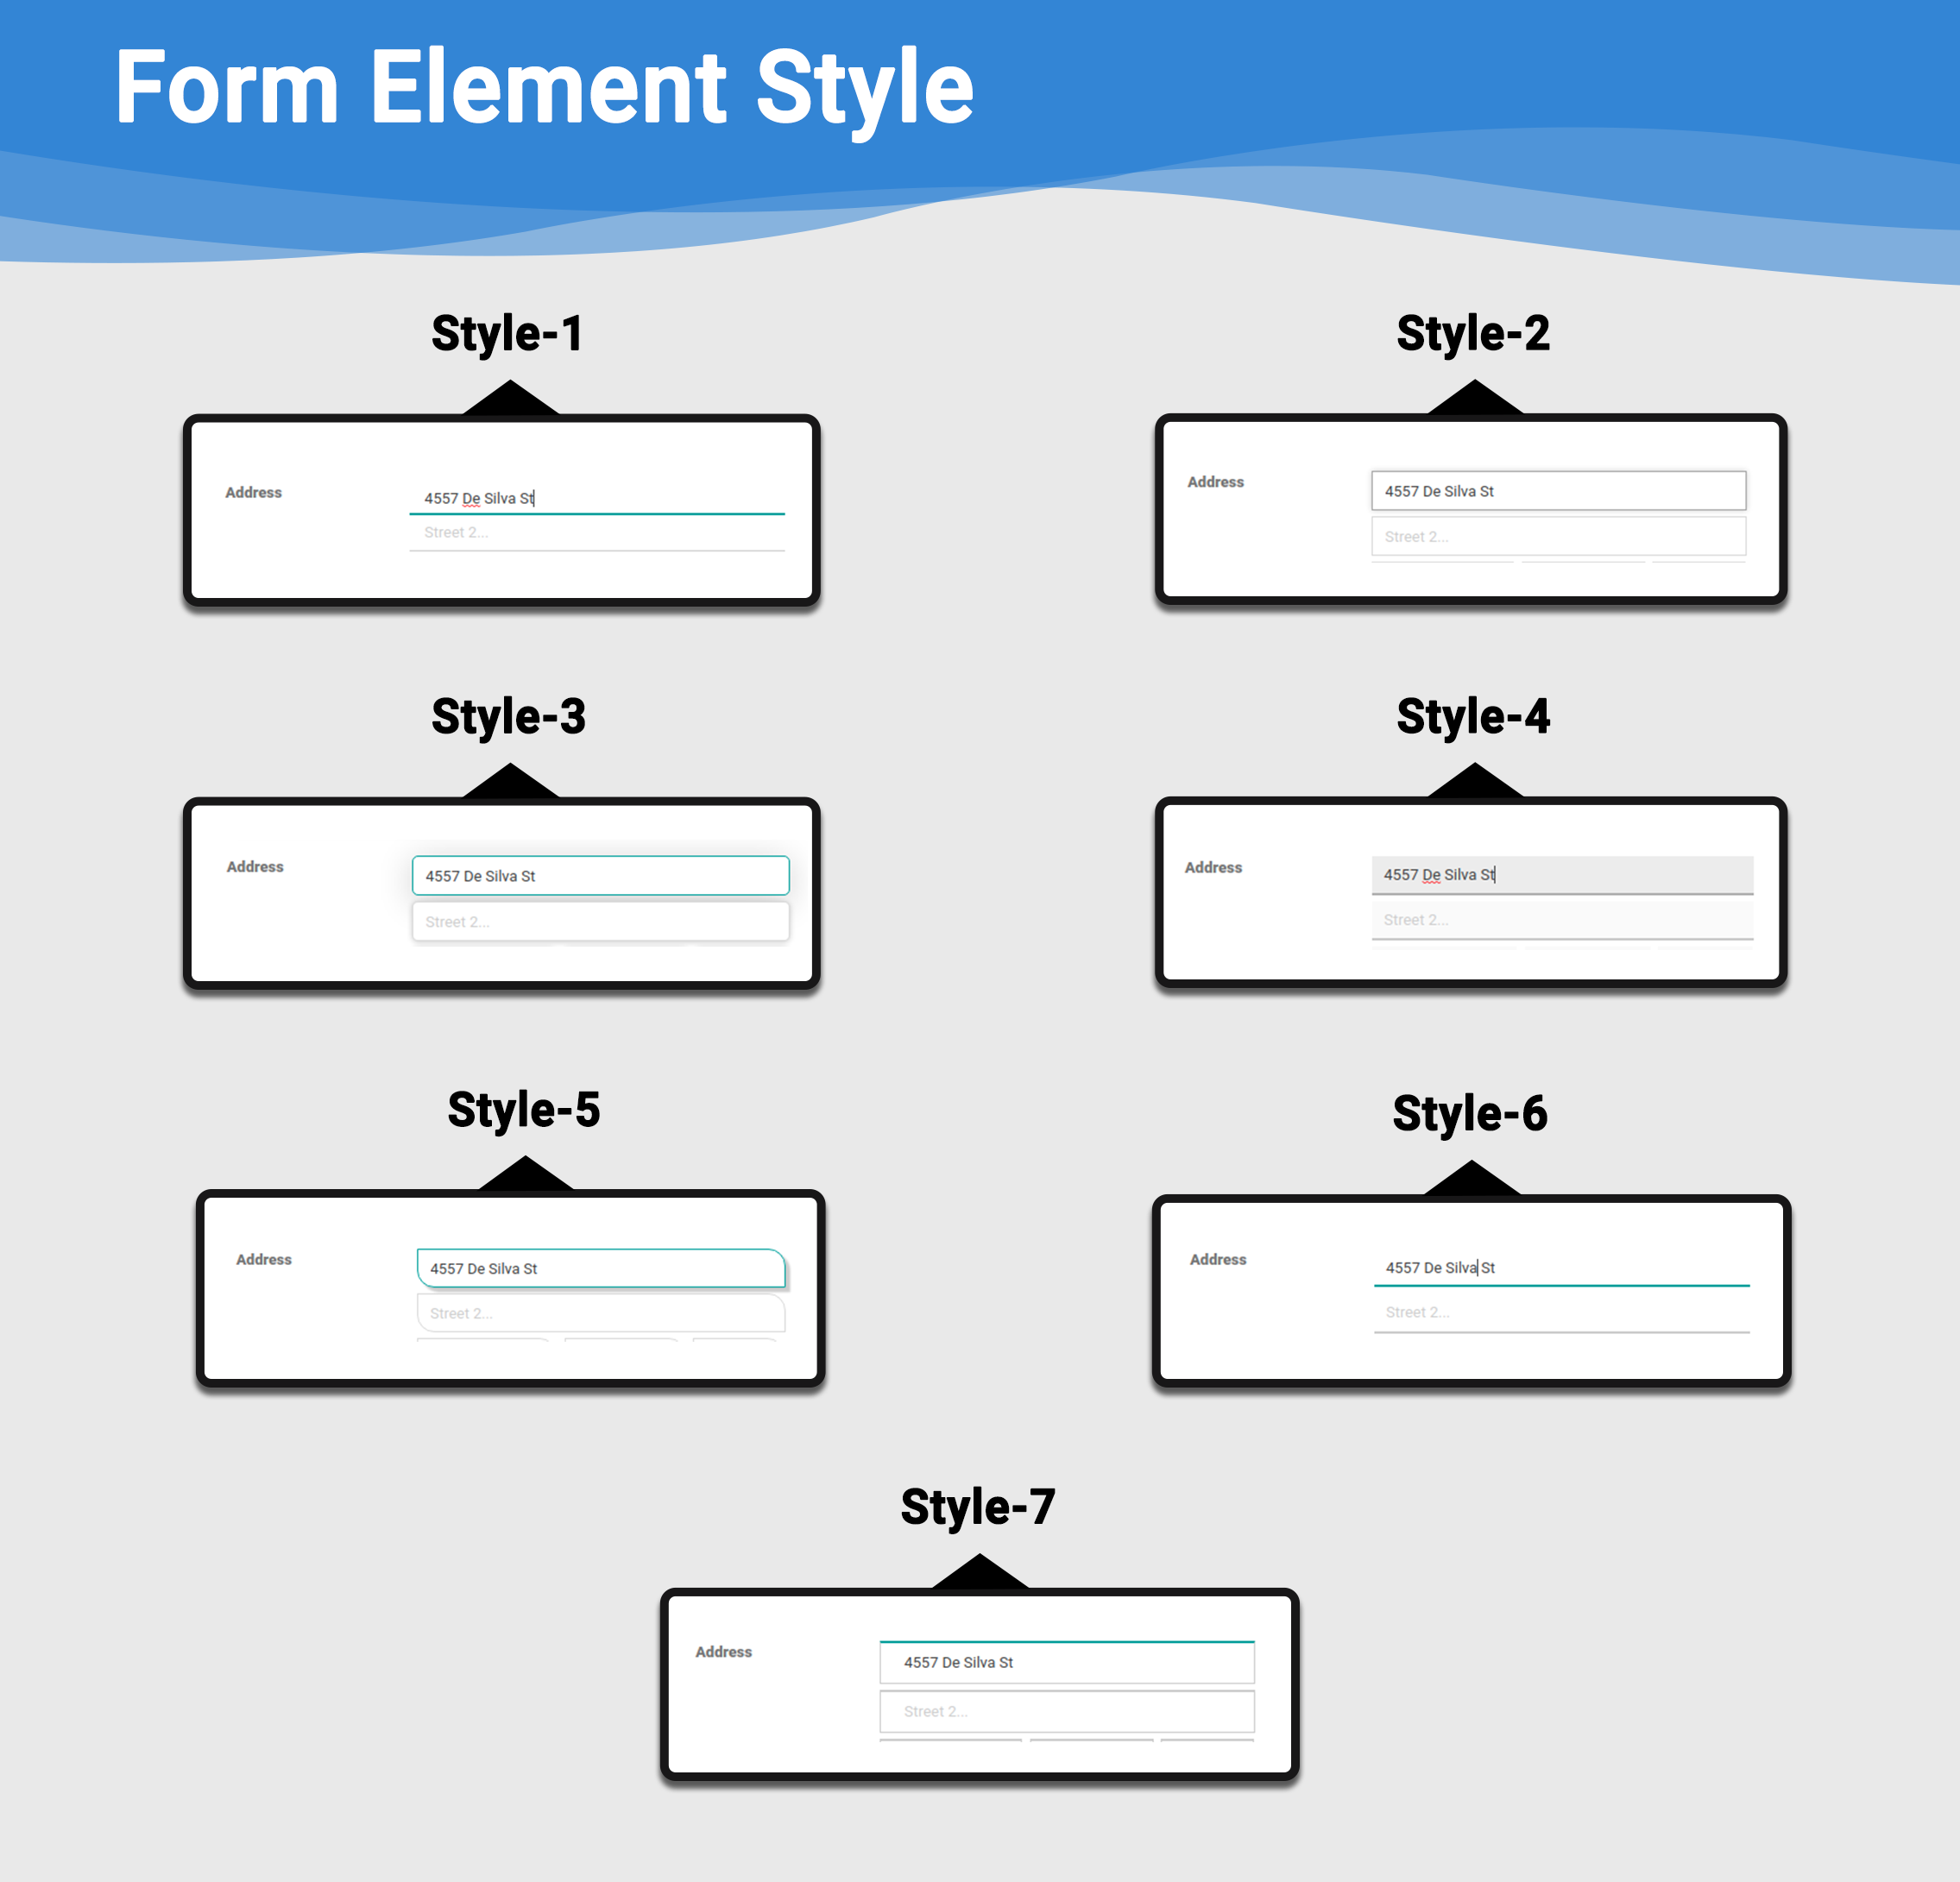 Form Element Style
Style-1
Address
4557 De Silva St
Street 2...
Style-2
Address
4557 De Silva St
Street 2...
Style-3
Address
4557 De Silva St
Street 2...
Style-4
Address
4557 De Silva St
Street 2...
Style-5
Address
4557 De Silva St
Street 2...
Style-6
Address
4557 De Silva St
Street 2...
Style-7
Address
4557 De Silva St
Street 2...